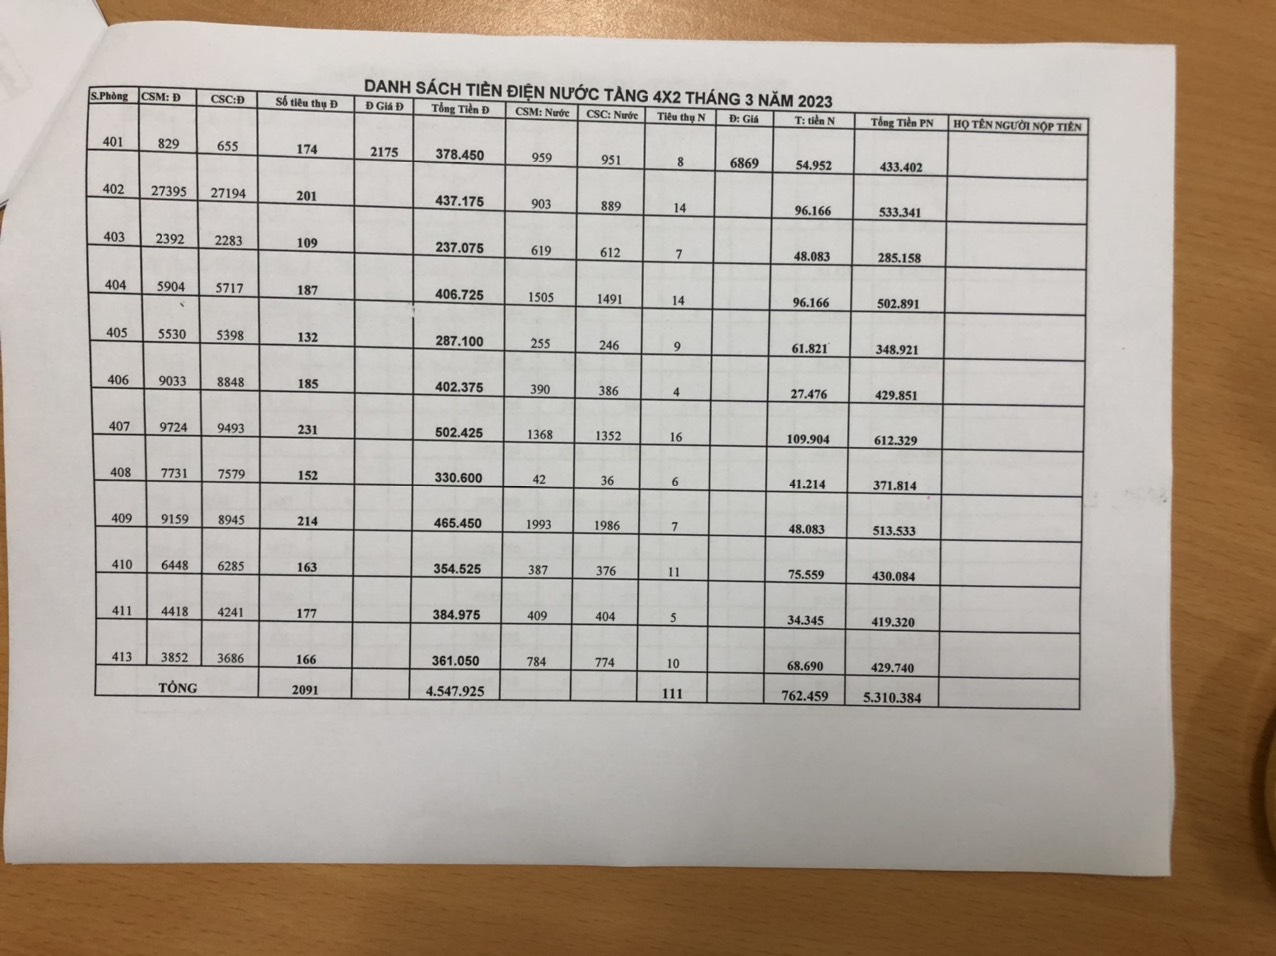 DANH SÁCH TIỀN ĐIỆN NƯỚC TẦNG 4X2 THÁNG 3 NĂM 2023
S.Phòng CSM: Đ CSC:Đ Số tiêu thụ Đ Đ Giá Đ Tổng Tiền Đ CSM: Nước CSC: Nước Tiêu thụ N Đ: Giá T: tiền N Tổng Tiền PN HỌ TÊN NGƯỜI NỘP TIỀN
401 829 655 174 2175 378.450 959 951 8 6869 54.952 433.402
402 27395 27194 201 437.175 903 889 14 96.166 533.341
403 2392 2283 109 237.075 619 612 7 48.083 285.158
404 5904 5717 187 406.725 1505 1491 14 96.166 502.891
405 5530 5398 132 287.100 255 246 9 61.821 348.921
406 9033 8848 185 402.375 390 386 4 27.476 429.851
407 9724 9493 231 502.425 1368 1352 16 109.904 612.329
408 7731 7579 152 330.600 42 36 6 41.214 371.814
409 9159 8945 214 465.450 1993 1986 7 48.083 513.533
410 6448 6285 163 354.525 387 376 11 75.559 430.084
411 4418 4241 177 384.975 409 404 5 34.345 419.320
413 3852 3686 166 361.050 784 774 10 68.690 429.740
TỔNG 2091 4.547.925 111 762.459 5.310.384